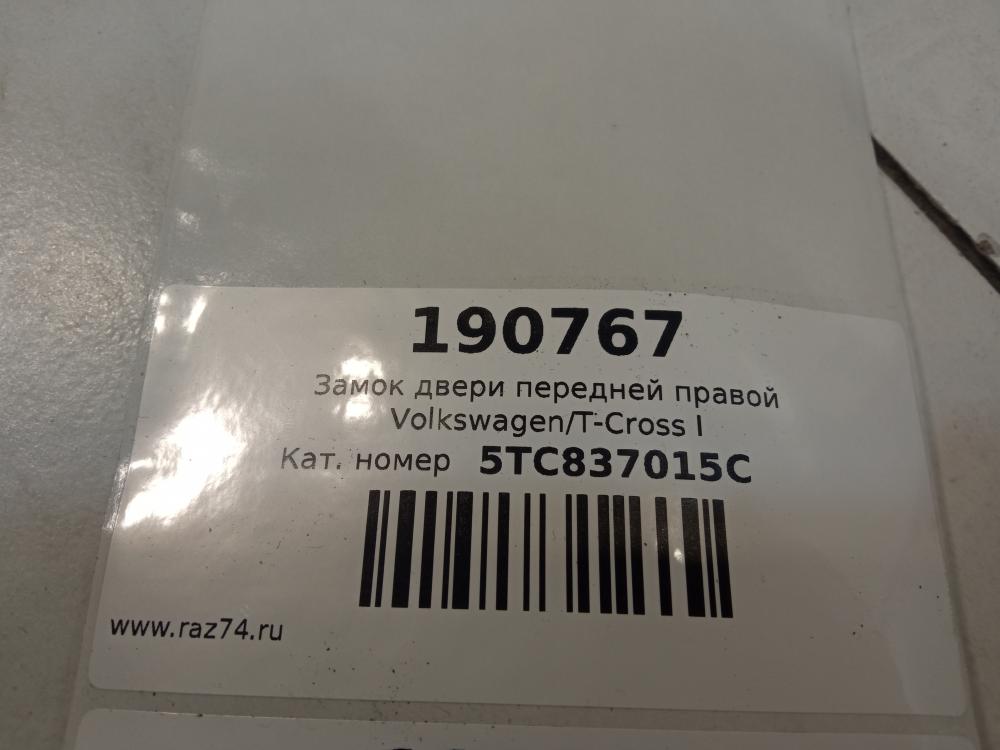 190767
Замок двери передней правой
Volkswagen/T-Cross I
Кат. номер 5TC837015C
www.raz74.ru